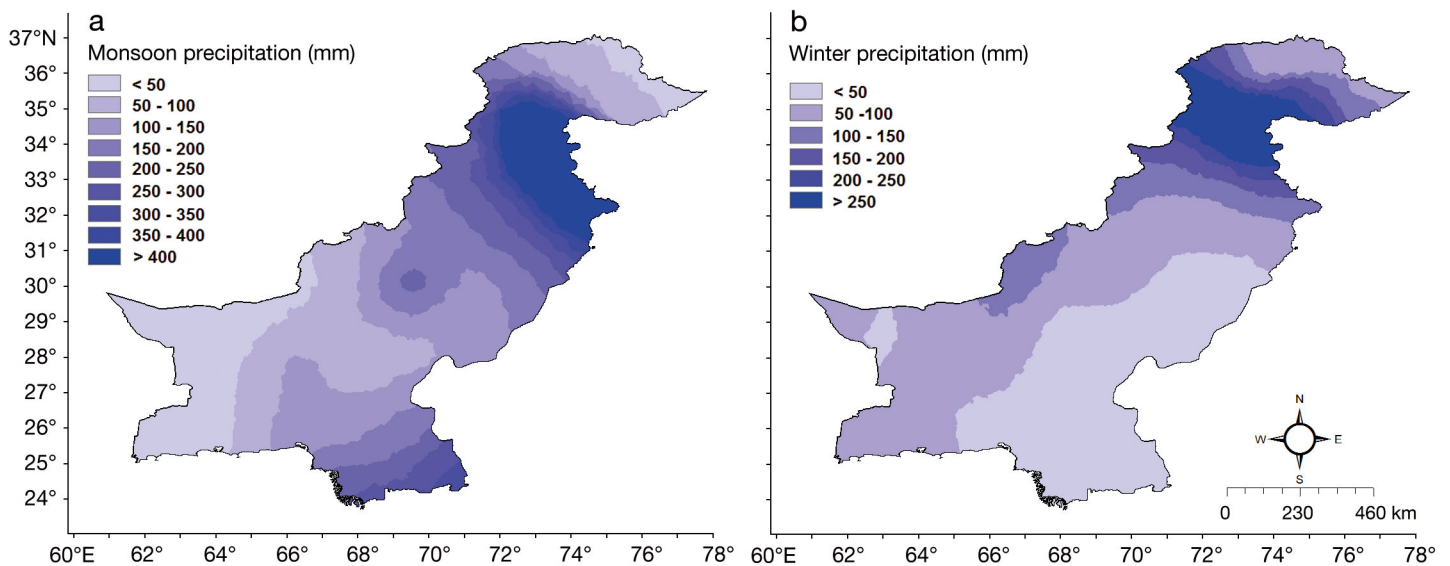 a
Monsoon precipitation (mm)
< 50
50 - 100
100 - 150
150 - 200
200 - 250
250 - 300
300 - 350
350 - 400
> 400
37°N
36°
35°
34°
33°
32°
31°
30°
29°
28°
27°
26°
25°
24°
60°E 62° 64° 66° 68° 70° 72° 74° 76° 78°
b
Winter precipitation (mm)
< 50
50 -100
100 - 150
150 - 200
200 - 250
> 250
N
W E
S
0 230 460 km
60°E 62° 64° 66° 68° 70° 72° 74° 76° 78°